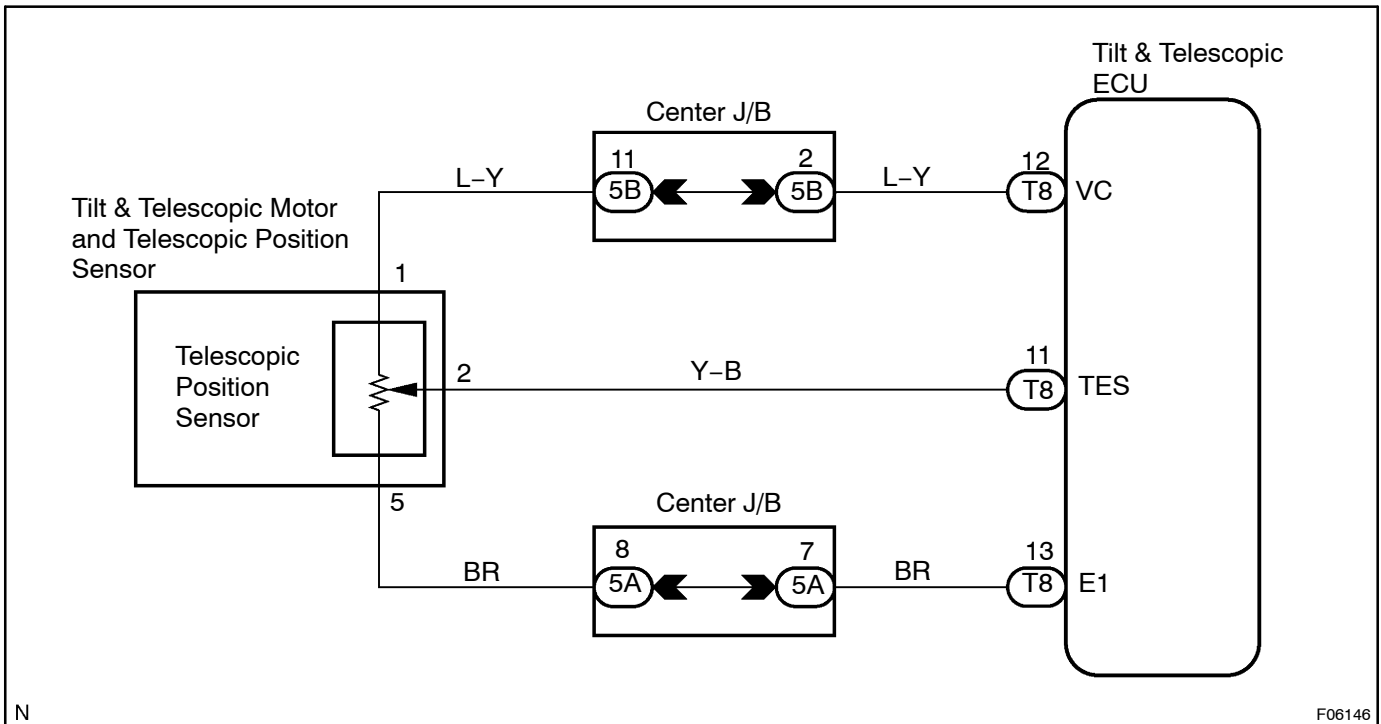 Tilt & Telescopic
ECU
Center J/B
11
2
12
L−Y
5B
5B
L−Y
T8
VC
Tilt & Telescopic Motor
and Telescopic Position
Sensor
1
Telescopic
Position
Sensor
2
Y−B
11
T8
TES
5
Center J/B
8
7
13
BR
5A
5A
BR
T8
E1
N
F06146